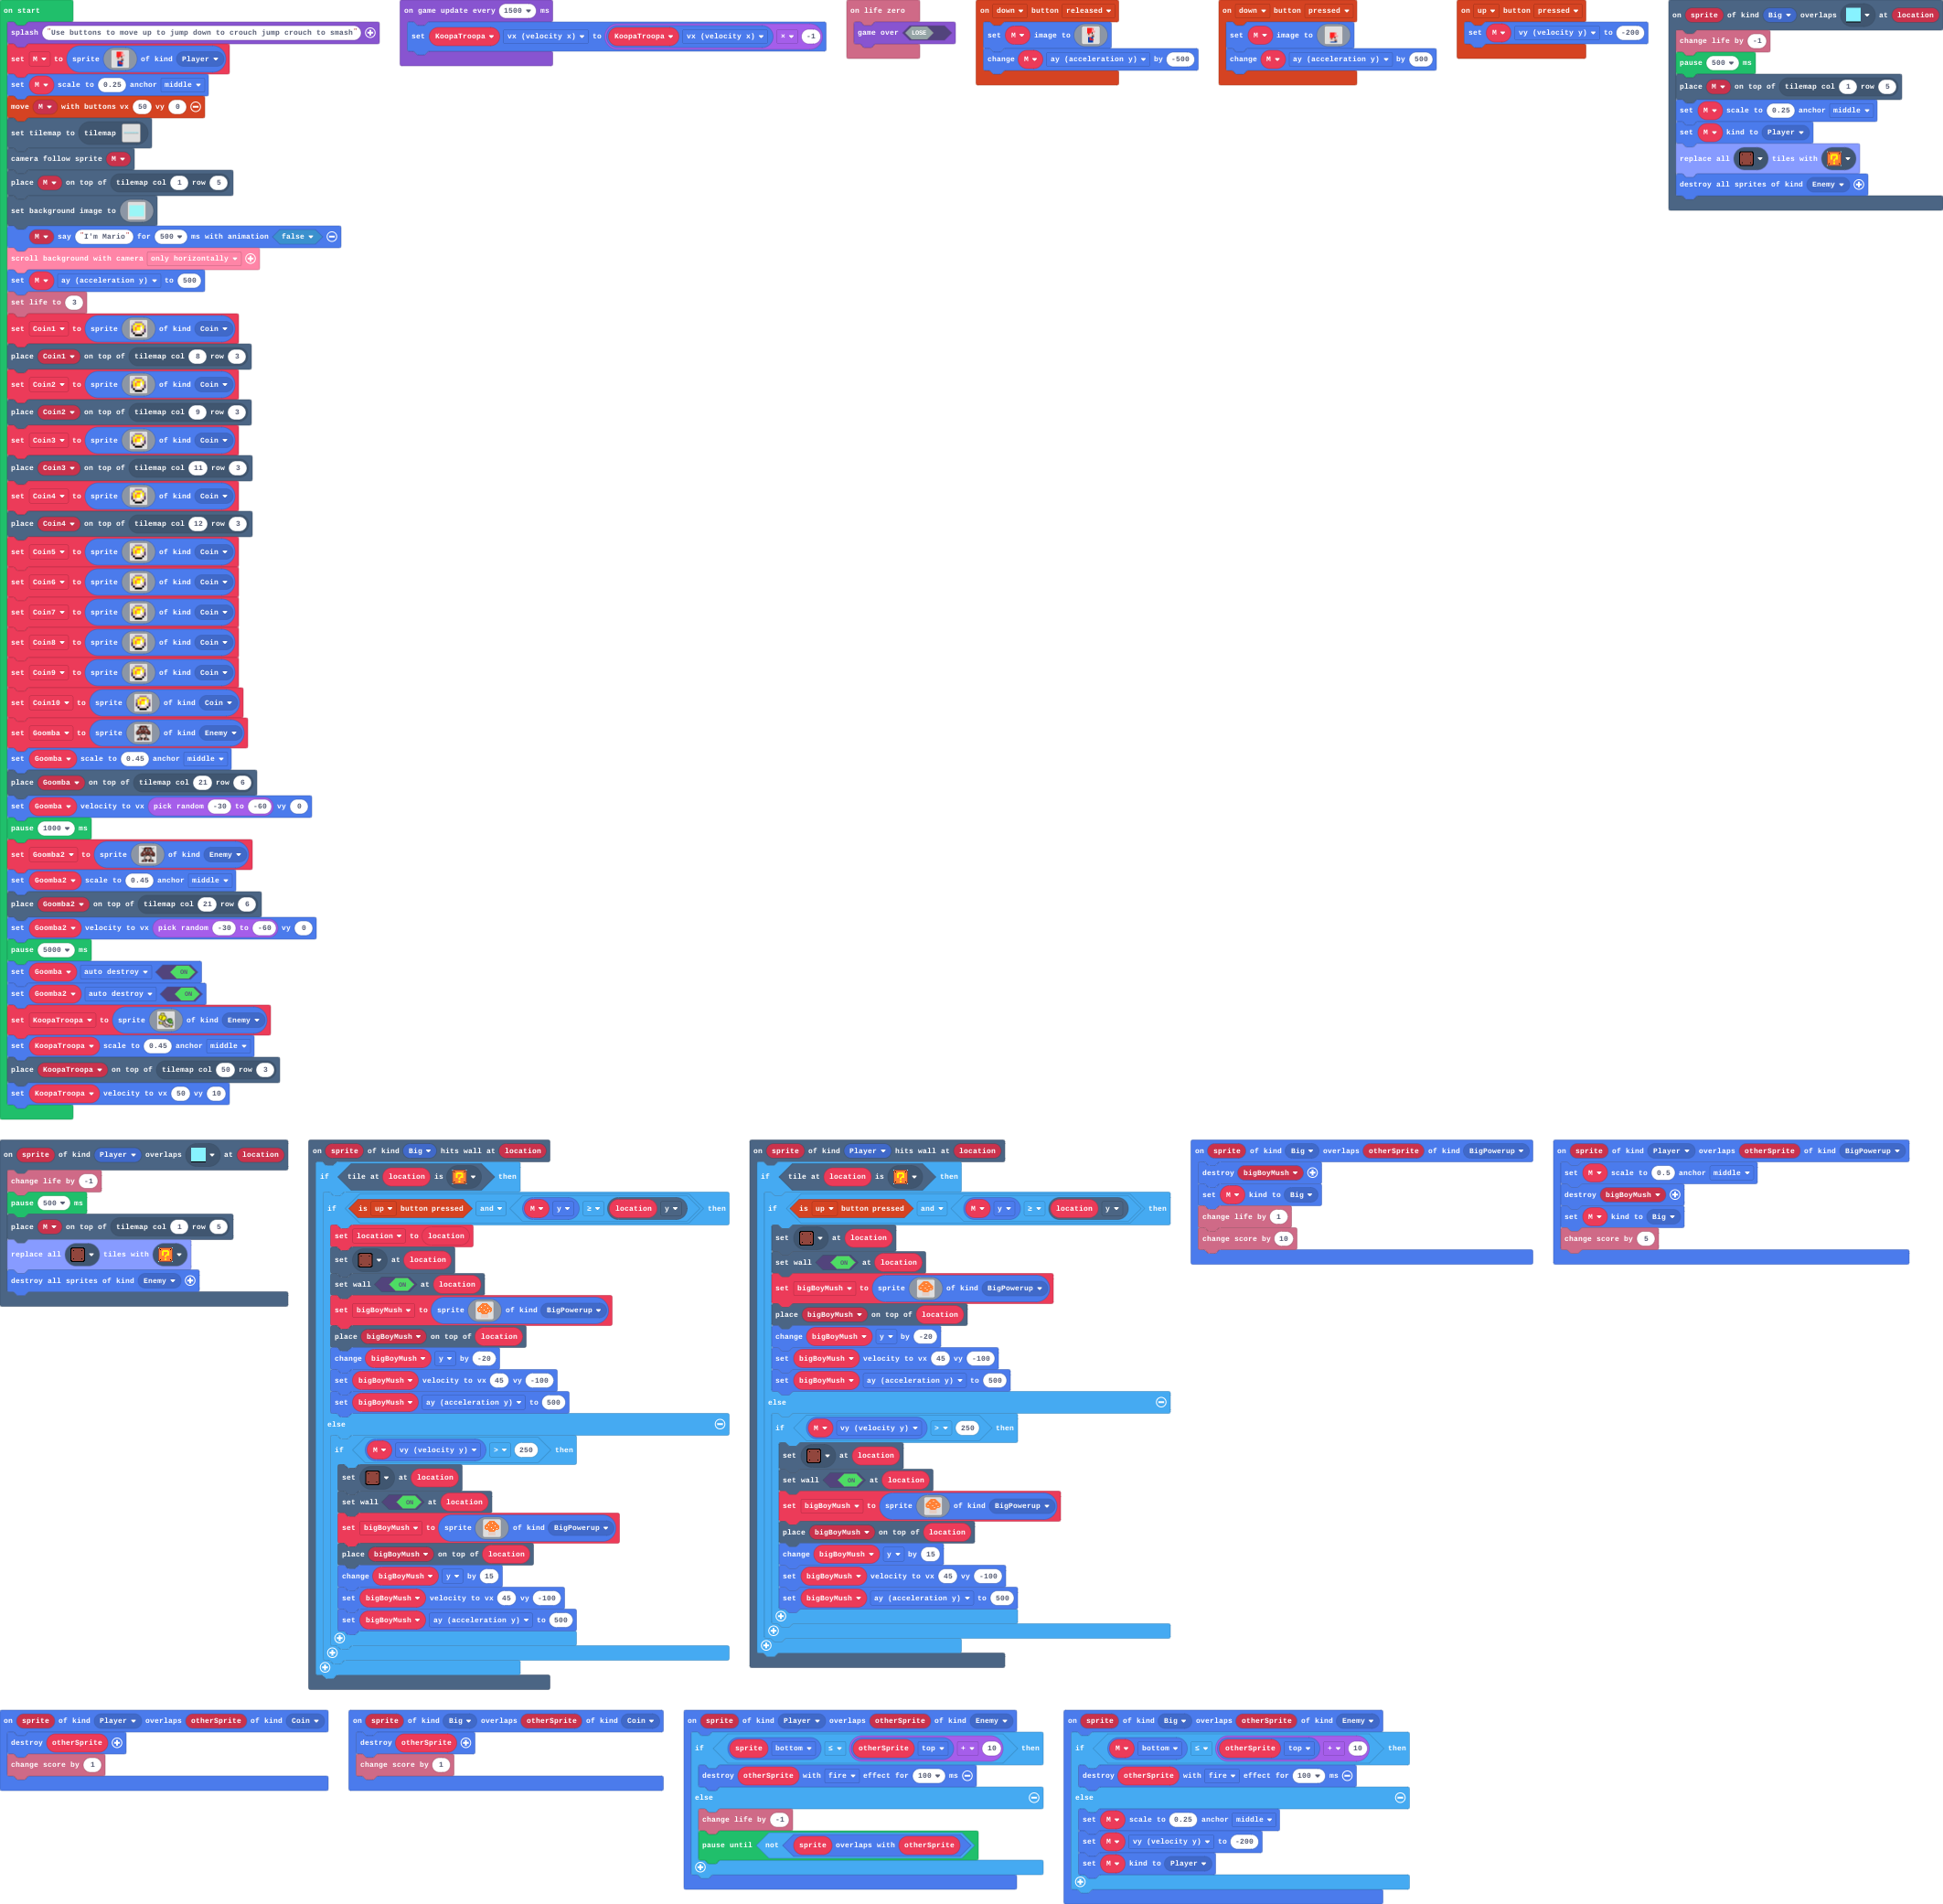 on start
splash "Use buttons to move up to jump down to crouch jump crouch to smash"
set M to sprite of kind Player
set M scale to 0.25 anchor middle
move M with buttons vx 50 vy 0
set tilemap to tilemap
camera follow sprite M
place M on top of tilemap col 1 row 5
set background image to
M say "I'm Mario" for 500 ms with animation false
scroll background with camera only horizontally
set M ay (acceleration y) to 500
set life to 3
set Coin1 to sprite of kind Coin
place Coin1 on top of tilemap col 8 row 3
set Coin2 to sprite of kind Coin
place Coin2 on top of tilemap col 9 row 3
set Coin3 to sprite of kind Coin
place Coin3 on top of tilemap col 11 row 3
set Coin4 to sprite of kind Coin
place Coin4 on top of tilemap col 12 row 3
set Coin5 to sprite of kind Coin
set Coin6 to sprite of kind Coin
set Coin7 to sprite of kind Coin
set Coin8 to sprite of kind Coin
set Coin9 to sprite of kind Coin
set Coin10 to sprite of kind Coin
set Goomba to sprite of kind Enemy
set Goomba scale to 0.45 anchor middle
place Goomba on top of tilemap col 21 row 6
set Goomba velocity to vx pick random -30 to -60 vy 0
pause 1000 ms
set Goomba2 to sprite of kind Enemy
set Goomba2 scale to 0.45 anchor middle
place Goomba2 on top of tilemap col 21 row 6
set Goomba2 velocity to vx pick random -30 to -60 vy 0
pause 5000 ms
set Goomba auto destroy ON
set Goomba2 auto destroy ON
set KoopaTroopa to sprite of kind Enemy
set KoopaTroopa scale to 0.45 anchor middle
place KoopaTroopa on top of tilemap col 50 row 3
set KoopaTroopa velocity to vx 50 vy 10
on game update every 1500 ms
set KoopaTroopa vx (velocity x) to KoopaTroopa vx (velocity x) × -1
on life zero
game over LOSE
on down button released
set M image to
change M ay (acceleration y) by -500
on down button pressed
set M image to
change M ay (acceleration y) by 500
on up button pressed
set M vy (velocity y) to -200
on sprite of kind Big overlaps at location
change life by -1
pause 500 ms
place M on top of tilemap col 1 row 5
set M scale to 0.25 anchor middle
set M kind to Player
replace all tiles with
destroy all sprites of kind Enemy
on sprite of kind Player overlaps at location
change life by -1
pause 500 ms
place M on top of tilemap col 1 row 5
replace all tiles with
destroy all sprites of kind Enemy
on sprite of kind Big hits wall at location
if tile at location is then
if is up button pressed and M y ≥ location y then
set location to location
set at location
set wall ON at location
set bigBoyMush to sprite of kind BigPowerup
place bigBoyMush on top of location
change bigBoyMush y by -20
set bigBoyMush velocity to vx 45 vy -100
set bigBoyMush ay (acceleration y) to 500
else
if M vy (velocity y) > 250 then
set at location
set wall ON at location
set bigBoyMush to sprite of kind BigPowerup
place bigBoyMush on top of location
change bigBoyMush y by 15
set bigBoyMush velocity to vx 45 vy -100
set bigBoyMush ay (acceleration y) to 500
on sprite of kind Player hits wall at location
if tile at location is then
if is up button pressed and M y ≥ location y then
set at location
set wall ON at location
set bigBoyMush to sprite of kind BigPowerup
place bigBoyMush on top of location
change bigBoyMush y by -20
set bigBoyMush velocity to vx 45 vy -100
set bigBoyMush ay (acceleration y) to 500
else
if M vy (velocity y) > 250 then
set at location
set wall ON at location
set bigBoyMush to sprite of kind BigPowerup
place bigBoyMush on top of location
change bigBoyMush y by 15
set bigBoyMush velocity to vx 45 vy -100
set bigBoyMush ay (acceleration y) to 500
on sprite of kind Big overlaps otherSprite of kind BigPowerup
destroy bigBoyMush
set M kind to Big
change life by 1
change score by 10
on sprite of kind Player overlaps otherSprite of kind BigPowerup
set M scale to 0.5 anchor middle
destroy bigBoyMush
set M kind to Big
change score by 5
on sprite of kind Player overlaps otherSprite of kind Coin
destroy otherSprite
change score by 1
on sprite of kind Big overlaps otherSprite of kind Coin
destroy otherSprite
change score by 1
on sprite of kind Player overlaps otherSprite of kind Enemy
if sprite bottom ≤ otherSprite top + 10 then
destroy otherSprite with fire effect for 100 ms
else
change life by -1
pause until not sprite overlaps with otherSprite
on sprite of kind Big overlaps otherSprite of kind Enemy
if M bottom ≤ otherSprite top + 10 then
destroy otherSprite with fire effect for 100 ms
else
set M scale to 0.25 anchor middle
set M vy (velocity y) to -200
set M kind to Player